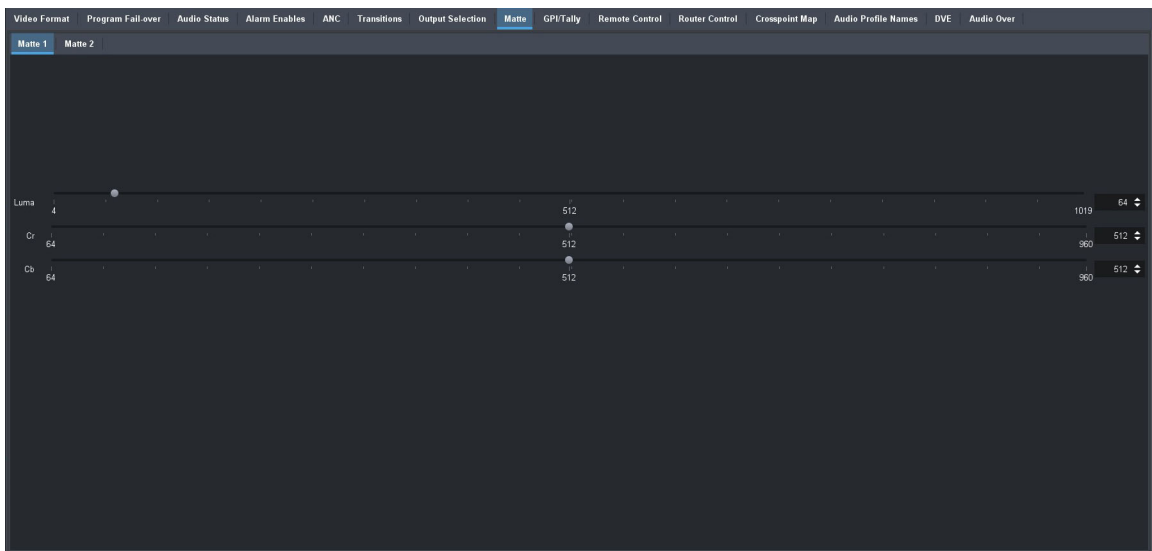 Video Format Program Fail-over Audio Status Alarm Enables ANC Transitions Output Selection Matte GPI/Tally Remote Control Router Control Crosspoint Map Audio Profile Names DVE Audio Over
Matte 1 Matte 2
Luma 64
4 512 1019
Cr 512
64 512 960
Cb 512
64 512 960